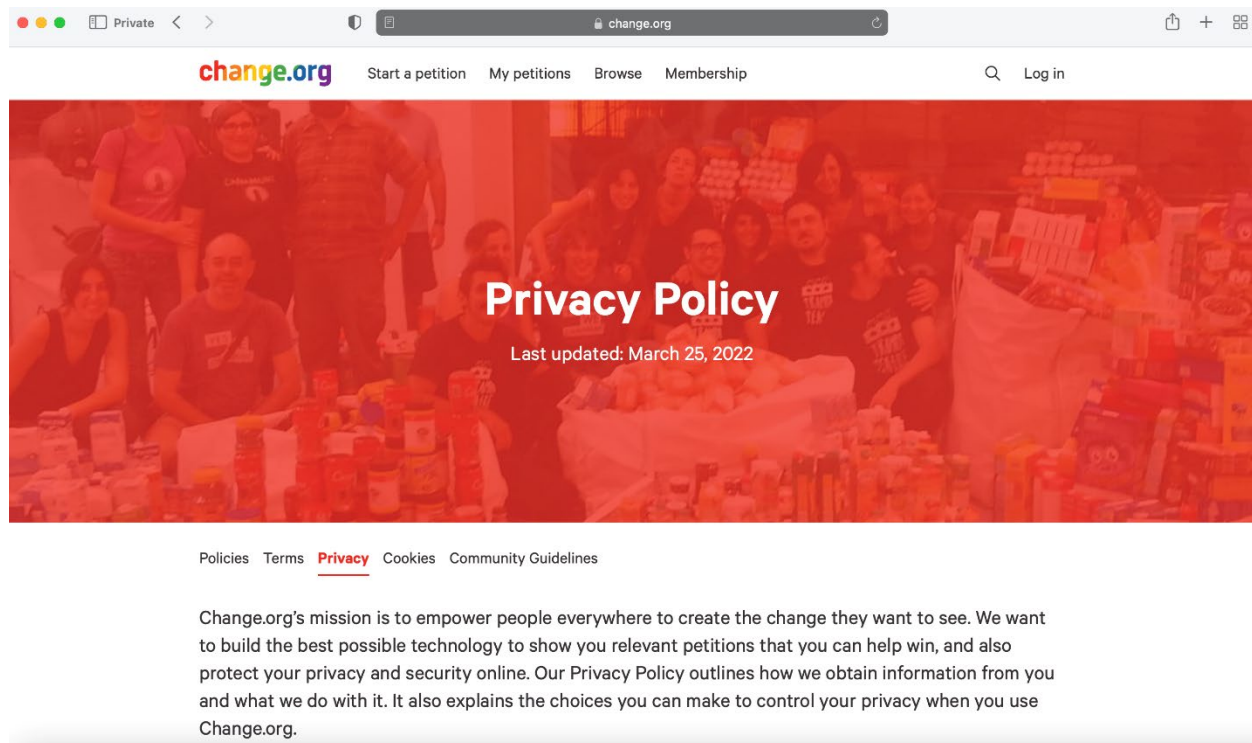 Private
change.org
change.org
Start a petition My petitions Browse Membership
Log in
Privacy Policy
Last updated: March 25, 2022
Policies Terms Privacy Cookies Community Guidelines
Change.org’s mission is to empower people everywhere to create the change they want to see. We want
to build the best possible technology to show you relevant petitions that you can help win, and also
protect your privacy and security online. Our Privacy Policy outlines how we obtain information from you
and what we do with it. It also explains the choices you can make to control your privacy when you use
Change.org.